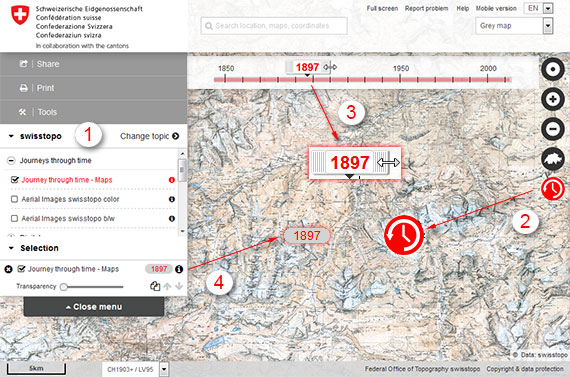 Schweizerische Eidgenossenschaft
Confédération suisse
Confederazione Svizzera
Confederaziun svizra
In collaboration with the cantons
Full screen Report problem Help Mobile version EN
Search location, maps, coordinates
Grey map
Share
Print
Tools
1850 1897 1950 2000
3
1897
1
swisstopo Change topic
Journeys through time
Journey through time - Maps
Aerial Images swisstopo color
Aerial Images swisstopo b/w
2
Selection
Journey through time - Maps 1897
Transparency
4
1897
Close menu
© Data: swisstopo
5km
CH1903+ / LV95
Federal Office of Topography swisstopo Copyright & data protection